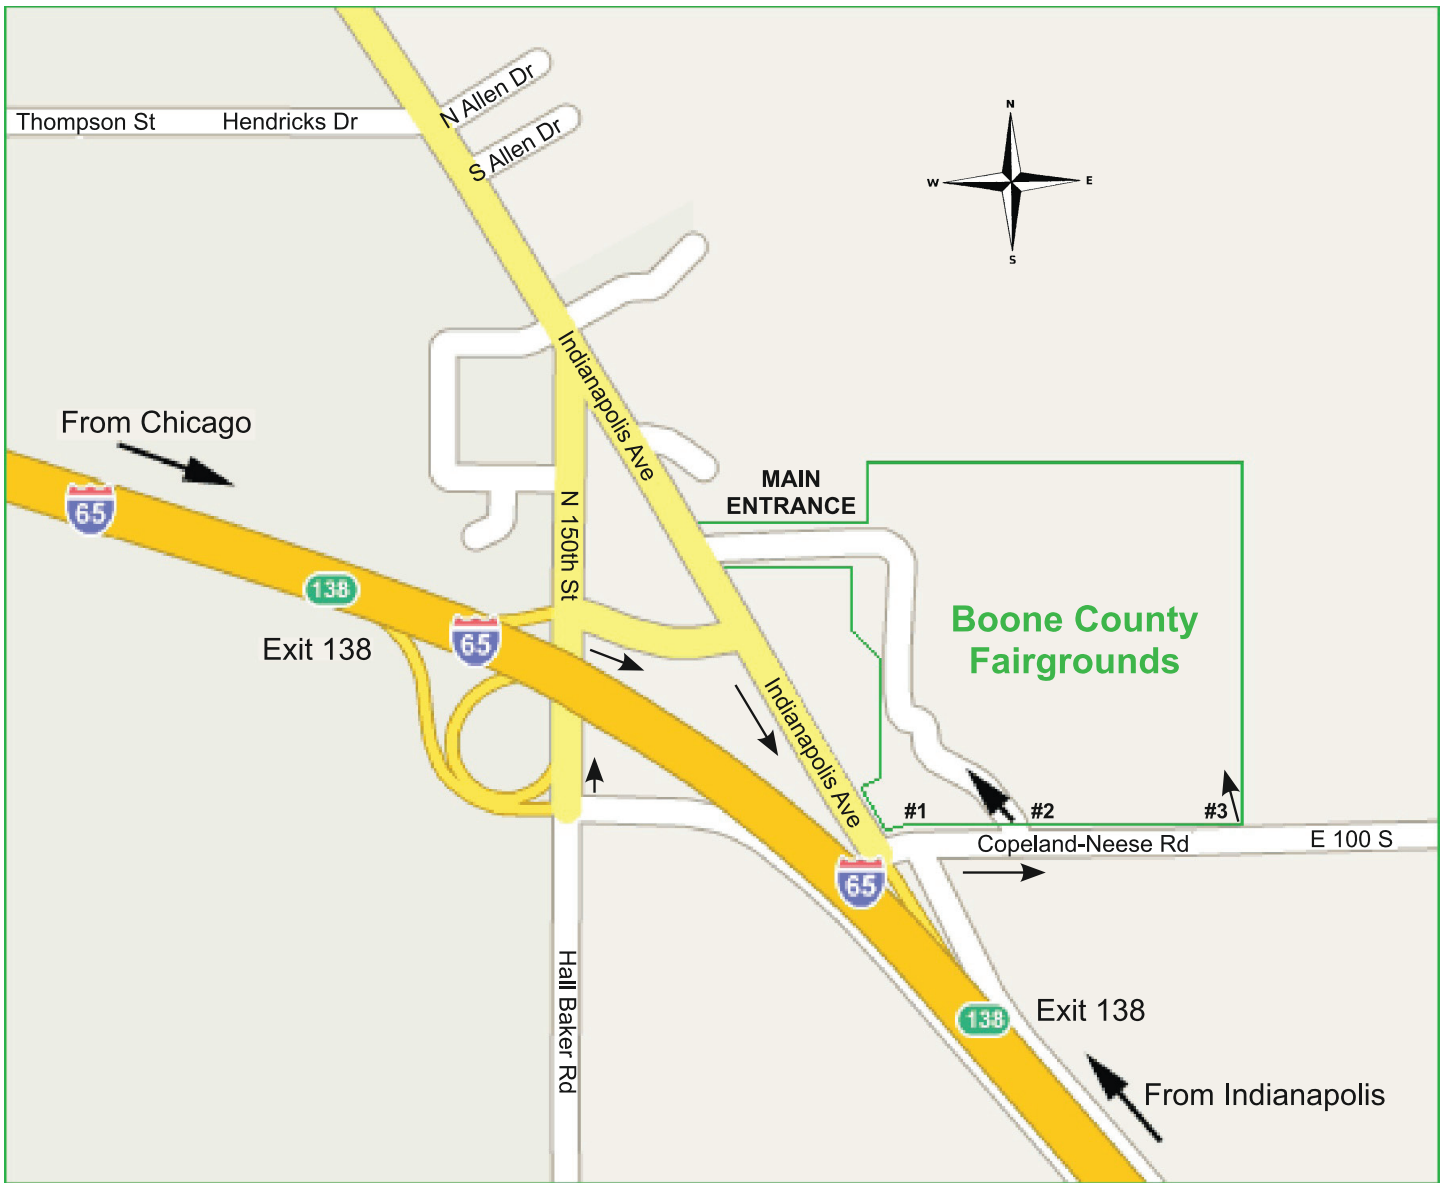 N Allen Dr
Thompson St
Hendricks Dr
S Allen Dr
N
W
E
S
Indianapolis Ave
From Chicago
MAIN
ENTRANCE
65
N 150th St
138
Boone County
Fairgrounds
65
Exit 138
Indianapolis Ave
#1
#2
#3
Copeland-Neese Rd
E 100 S
65
Hall Baker Rd
138
Exit 138
From Indianapolis